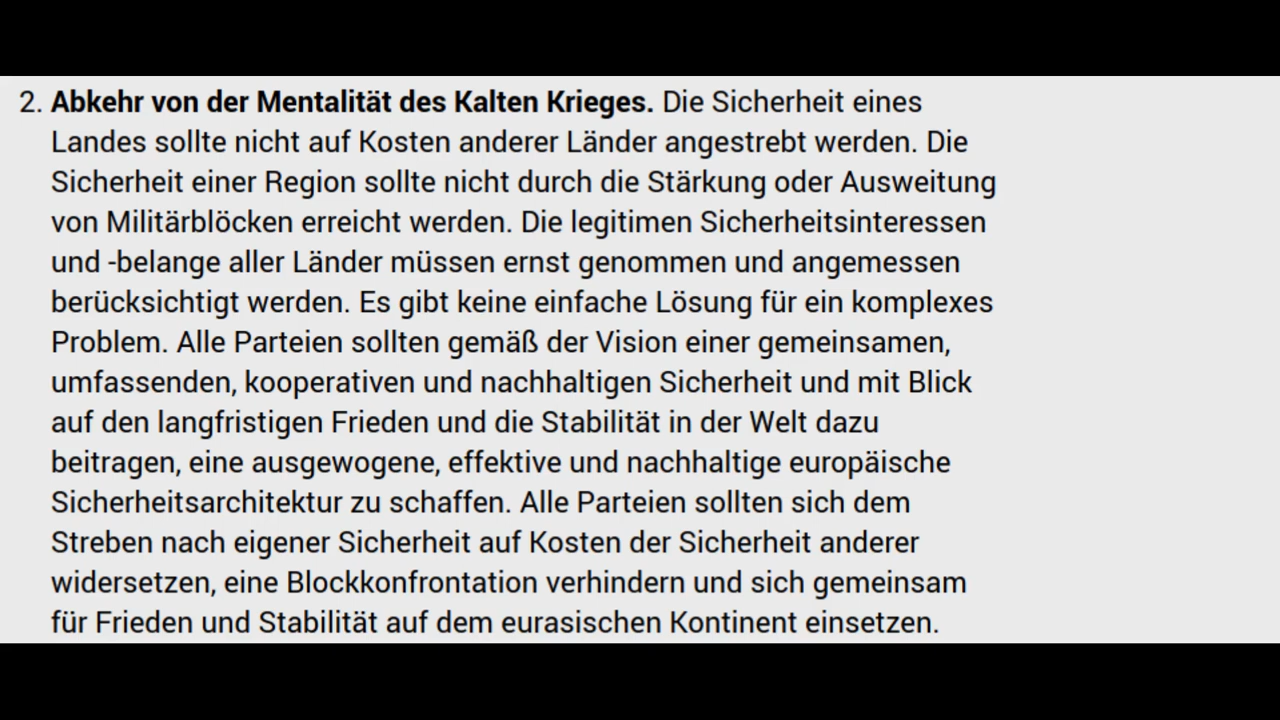 2. Abkehr von der Mentalität des Kalten Krieges. Die Sicherheit eines
Landes sollte nicht auf Kosten anderer Länder angestrebt werden. Die
Sicherheit einer Region sollte nicht durch die Stärkung oder Ausweitung
von Militärblöcken erreicht werden. Die legitimen Sicherheitsinteressen
und -belange aller Länder müssen ernst genommen und angemessen
berücksichtigt werden. Es gibt keine einfache Lösung für ein komplexes
Problem. Alle Parteien sollten gemäß der Vision einer gemeinsamen,
umfassenden, kooperativen und nachhaltigen Sicherheit und mit Blick
auf den langfristigen Frieden und die Stabilität in der Welt dazu
beitragen, eine ausgewogene, effektive und nachhaltige europäische
Sicherheitsarchitektur zu schaffen. Alle Parteien sollten sich dem
Streben nach eigener Sicherheit auf Kosten der Sicherheit anderer
widersetzen, eine Blockkonfrontation verhindern und sich gemeinsam
für Frieden und Stabilität auf dem eurasischen Kontinent einsetzen.